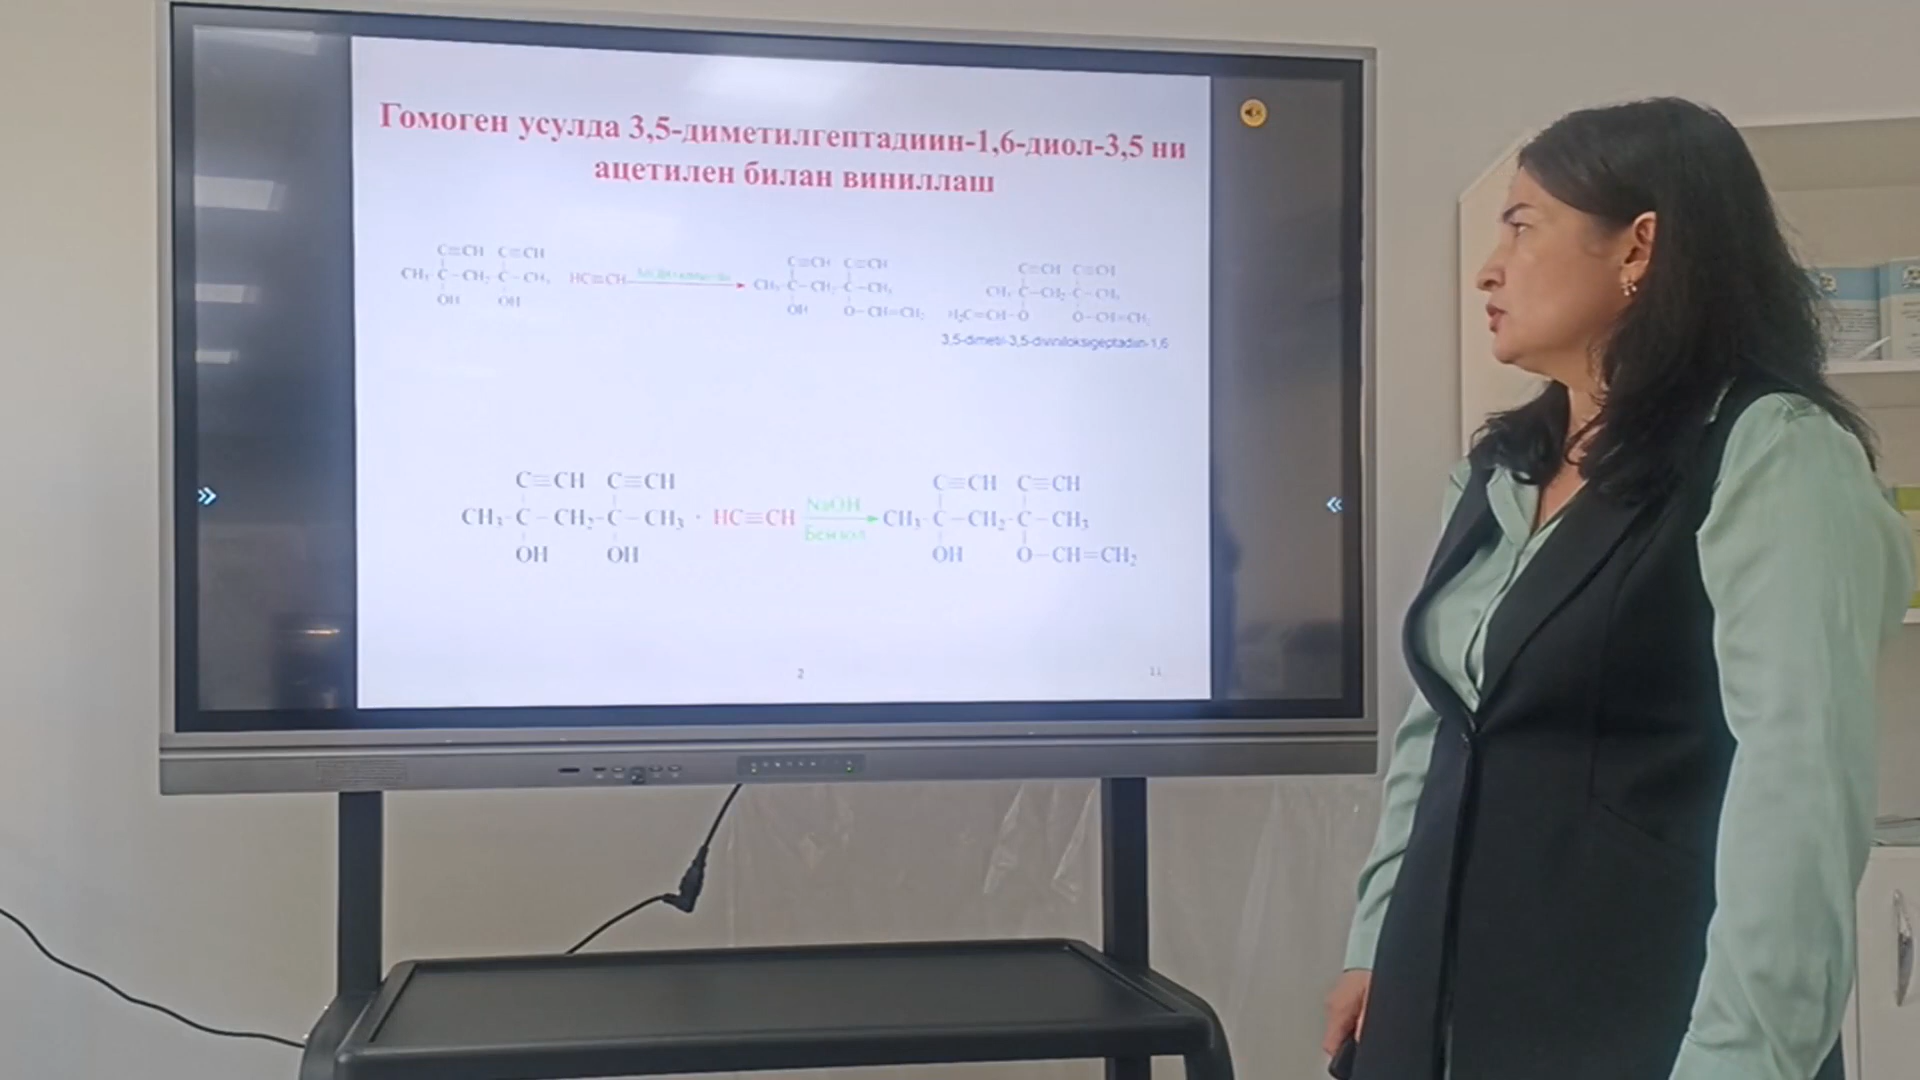 Гомоген усулда 3,5-диметилгептадиин-1,6-диол-3,5 ни
ацетилен билан виниллаш
C≡CH C≡CH
CH₃ C – CH₂ C – CH₃ HC≡CH
OH OH
C≡CH C≡CH
CH₃ C – CH₂ C – CH₃
OH O – CH=CH₂
C≡CH C≡CH
CH₃ C – CH₂ C – CH₃
H₂C=CH – O O – CH=CH₂
3,5-dimetil-3,5-diviniloksigeptadiin-1,6
C≡CH C≡CH
CH₃ - C – CH₂ - C – CH₃ · HC≡CH NaOH
Бензол
OH OH
C≡CH C≡CH
CH₃ - C – CH₂ - C – CH₃
OH O – CH=CH₂
2 11